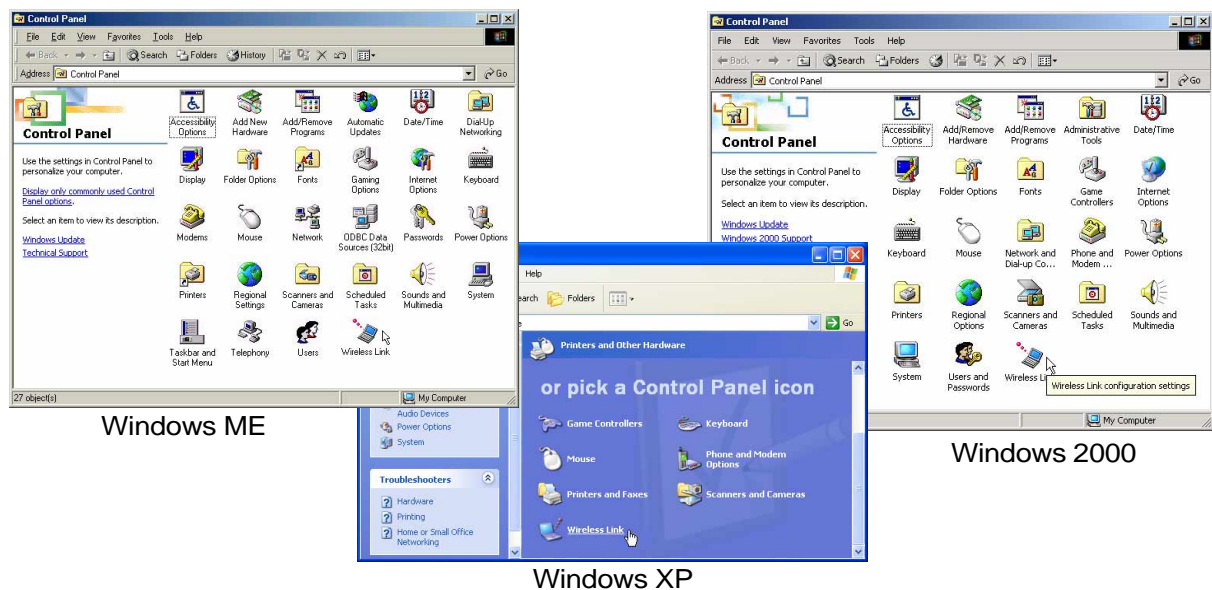 Control Panel
File Edit View Favorites Tools Help
Back Search Folders History
Address Control Panel Go
Control Panel
Use the settings in Control Panel to
personalize your computer.
Display only commonly used Control
Panel options.
Select an item to view its description.
Windows Update
Technical Support
Accessibility
Options
Add New
Hardware
Add/Remove
Programs
Automatic
Updates
Date/Time
Dial-Up
Networking
Display
Folder Options
Fonts
Gaming
Options
Internet
Options
Keyboard
Modems
Mouse
Network
ODBC Data
Sources (32bit)
Passwords
Power Options
Printers
Regional
Settings
Scanners and
Cameras
Scheduled
Tasks
Sounds and
Multimedia
System
Taskbar and
Start Menu
Telephony
Users
Wireless Link
27 object(s) My Computer
Windows ME
Control Panel
File Edit View Favorites Tools Help
Back Search Folders
Address Control Panel Go
Control Panel
Use the settings in Control Panel to
personalize your computer.
Select an item to view its description.
Windows Update
Windows 2000 Support
Accessibility
Options
Add/Remove
Hardware
Add/Remove
Programs
Administrative
Tools
Date/Time
Display
Folder Options
Fonts
Game
Controllers
Internet
Options
Keyboard
Mouse
Network and
Dial-up Co...
Phone and
Modem ...
Power Options
Printers
Regional
Options
Scanners and
Cameras
Scheduled
Tasks
Sounds and
Multimedia
System
Users and
Passwords
Wireless Li
Wireless Link configuration settings
My Computer
Windows 2000
Help
earch Folders
Go
Audio Devices
Power Options
System
Troubleshooters
Hardware
Printing
Home or Small Office
Networking
Printers and Other Hardware
or pick a Control Panel icon
Game Controllers
Keyboard
Mouse
Phone and Modem
Options
Printers and Faxes
Scanners and Cameras
Wireless Link
Windows XP